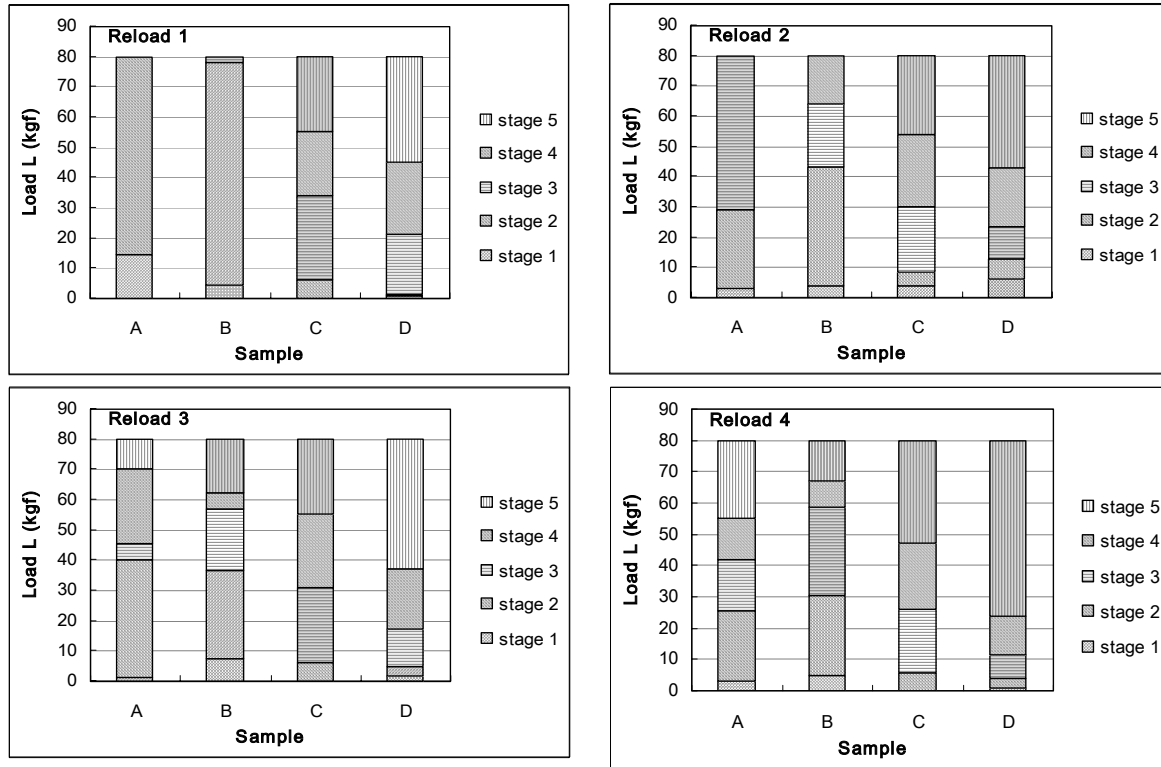 Reload 1
90
80
70
60
50
40
30
20
10
0
Load L (kgf)
A B C D
Sample
stage 5
stage 4
stage 3
stage 2
stage 1
Reload 2
90
80
70
60
50
40
30
20
10
0
Load L (kgf)
A B C D
Sample
stage 5
stage 4
stage 3
stage 2
stage 1
Reload 3
90
80
70
60
50
40
30
20
10
0
Load L (kgf)
A B C D
Sample
stage 5
stage 4
stage 3
stage 2
stage 1
Reload 4
90
80
70
60
50
40
30
20
10
0
Load L (kgf)
A B C D
Sample
stage 5
stage 4
stage 3
stage 2
stage 1